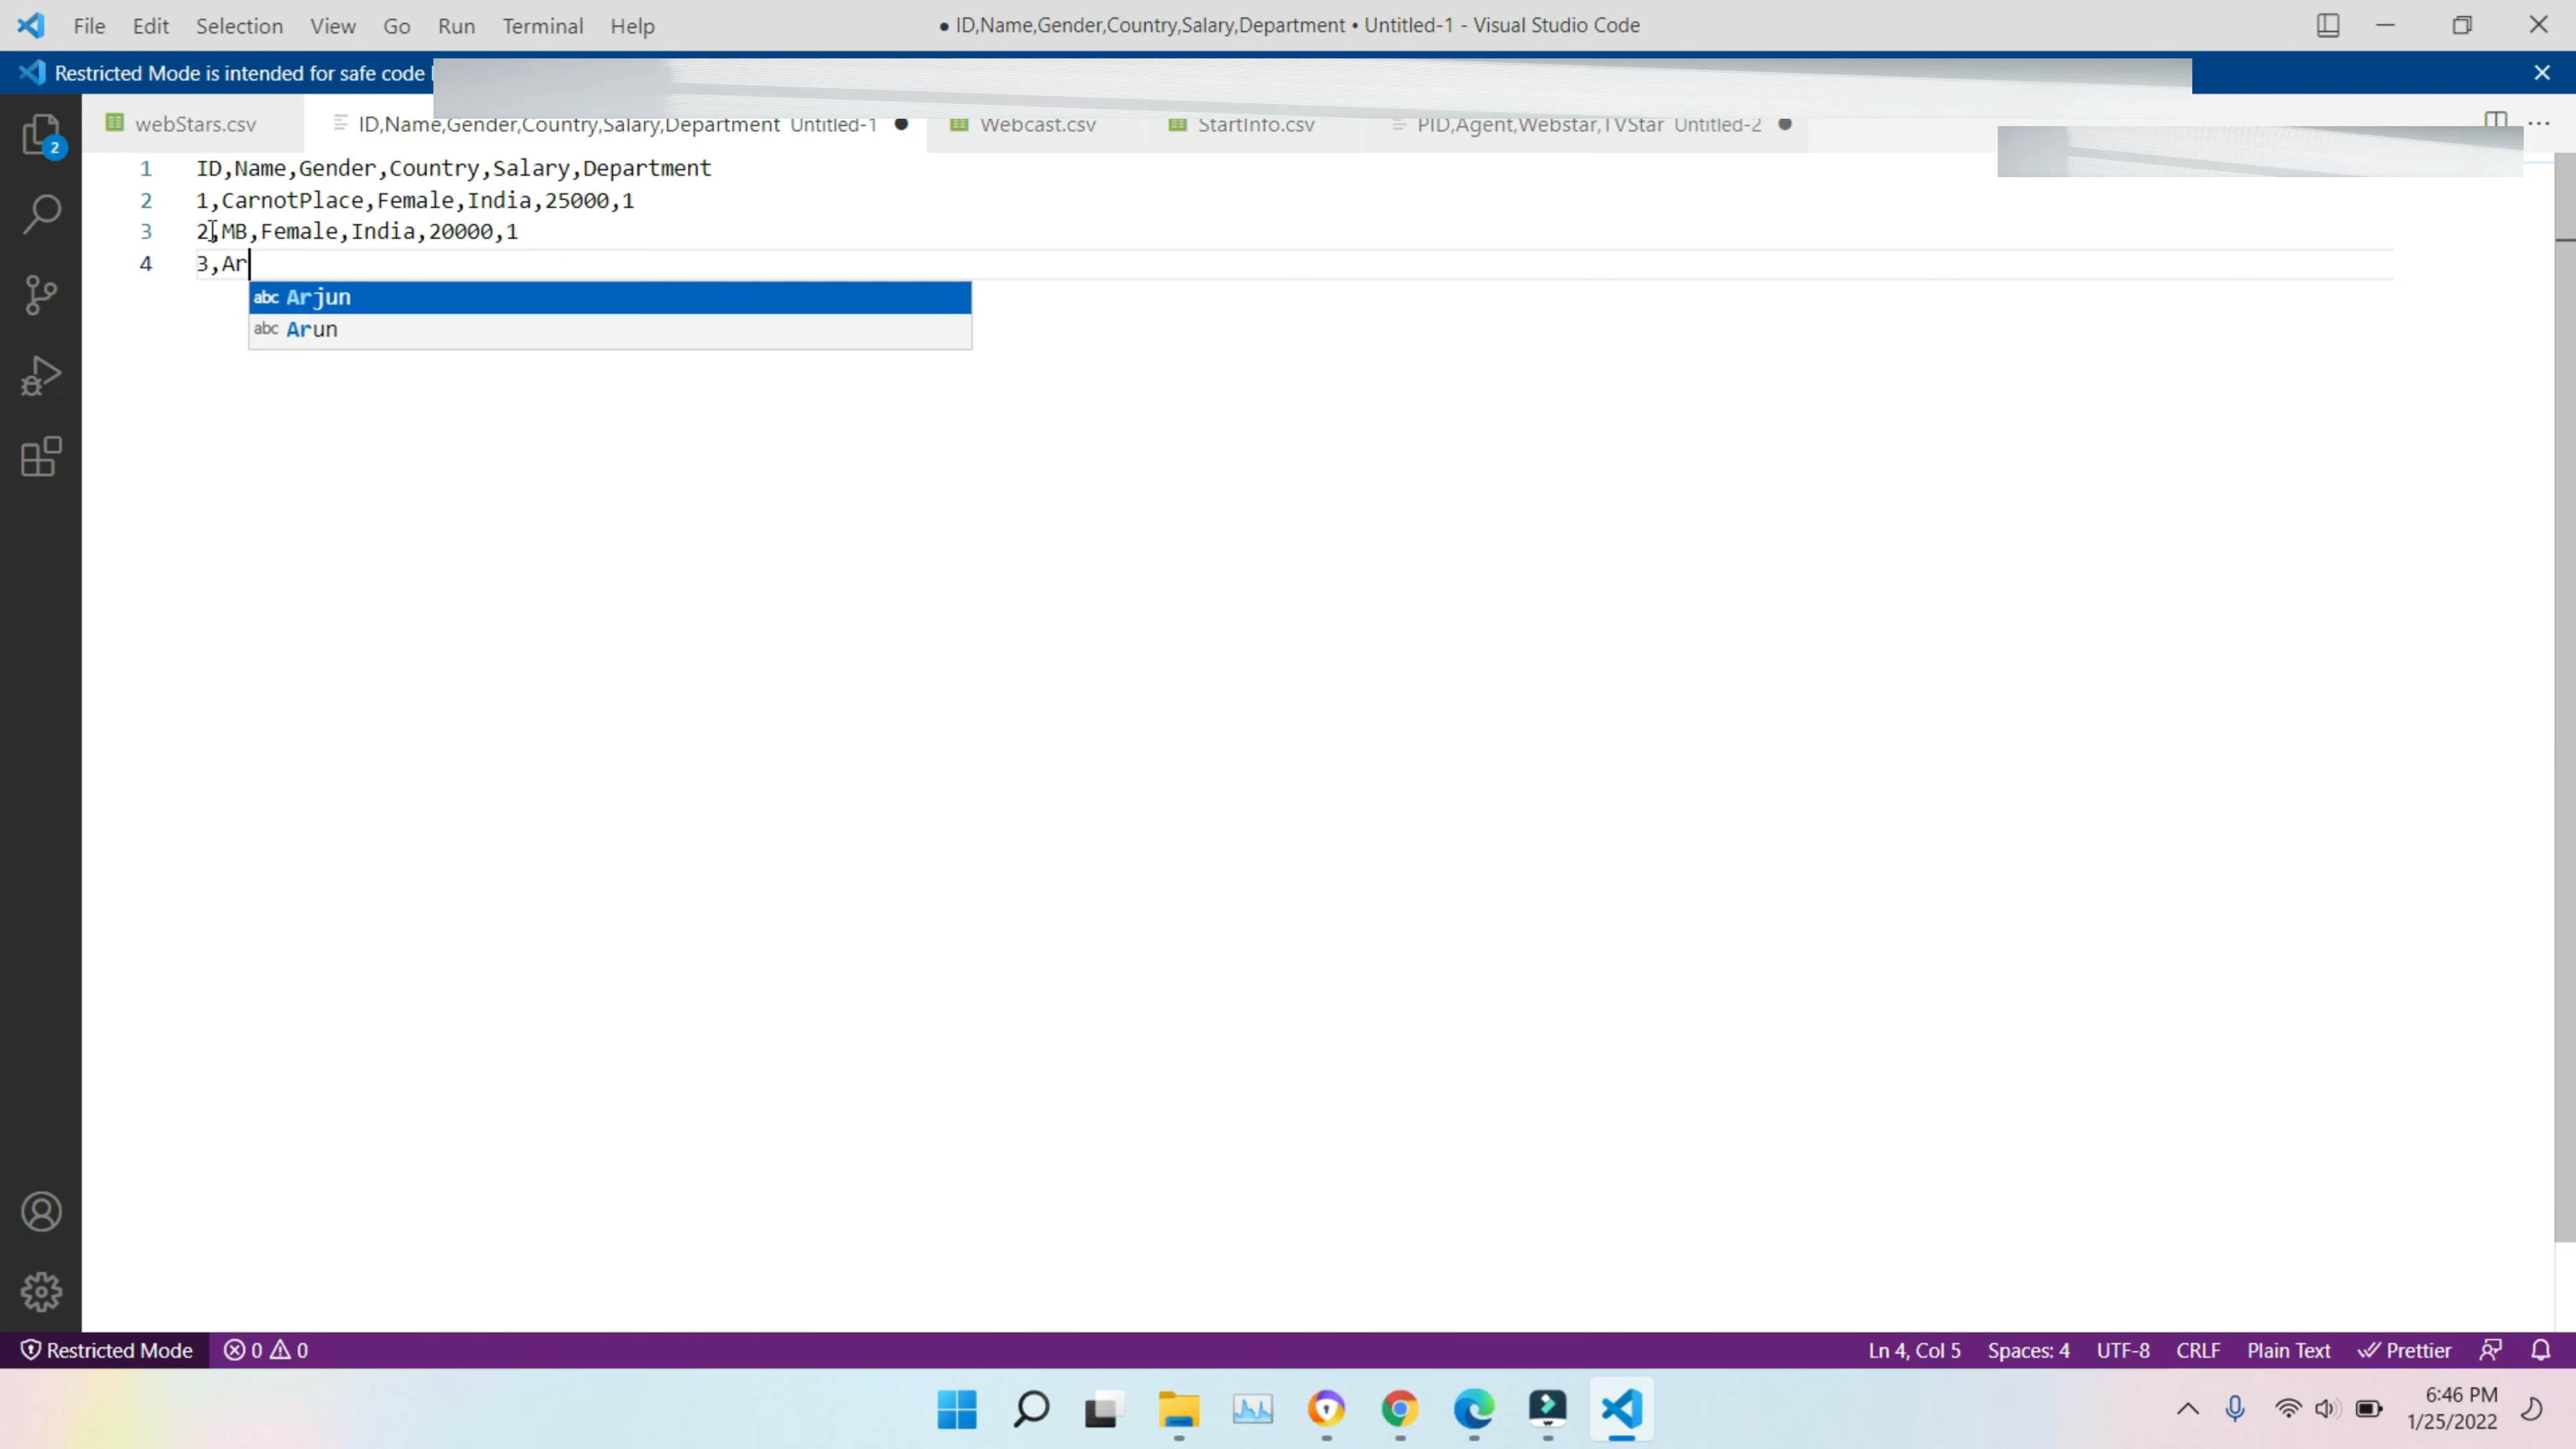 File Edit Selection View Go Run Terminal Help
● ID,Name,Gender,Country,Salary,Department • Untitled-1 - Visual Studio Code
Restricted Mode is intended for safe code
2
webStars.csv
ID,Name,Gender,Country,Salary,Department Untitled-1 ●
Webcast.csv
StartInfo.csv
PID,Agent,Webstar,TVStar Untitled-2 ●
1 ID,Name,Gender,Country,Salary,Department
2 1,CarnotPlace,Female,India,25000,1
3 2,MB,Female,India,20000,1
4 3,Ar
abc Arjun
abc Arun
Restricted Mode 0 0
Ln 4, Col 5 Spaces: 4 UTF-8 CRLF Plain Text Prettier
6:46 PM
1/25/2022